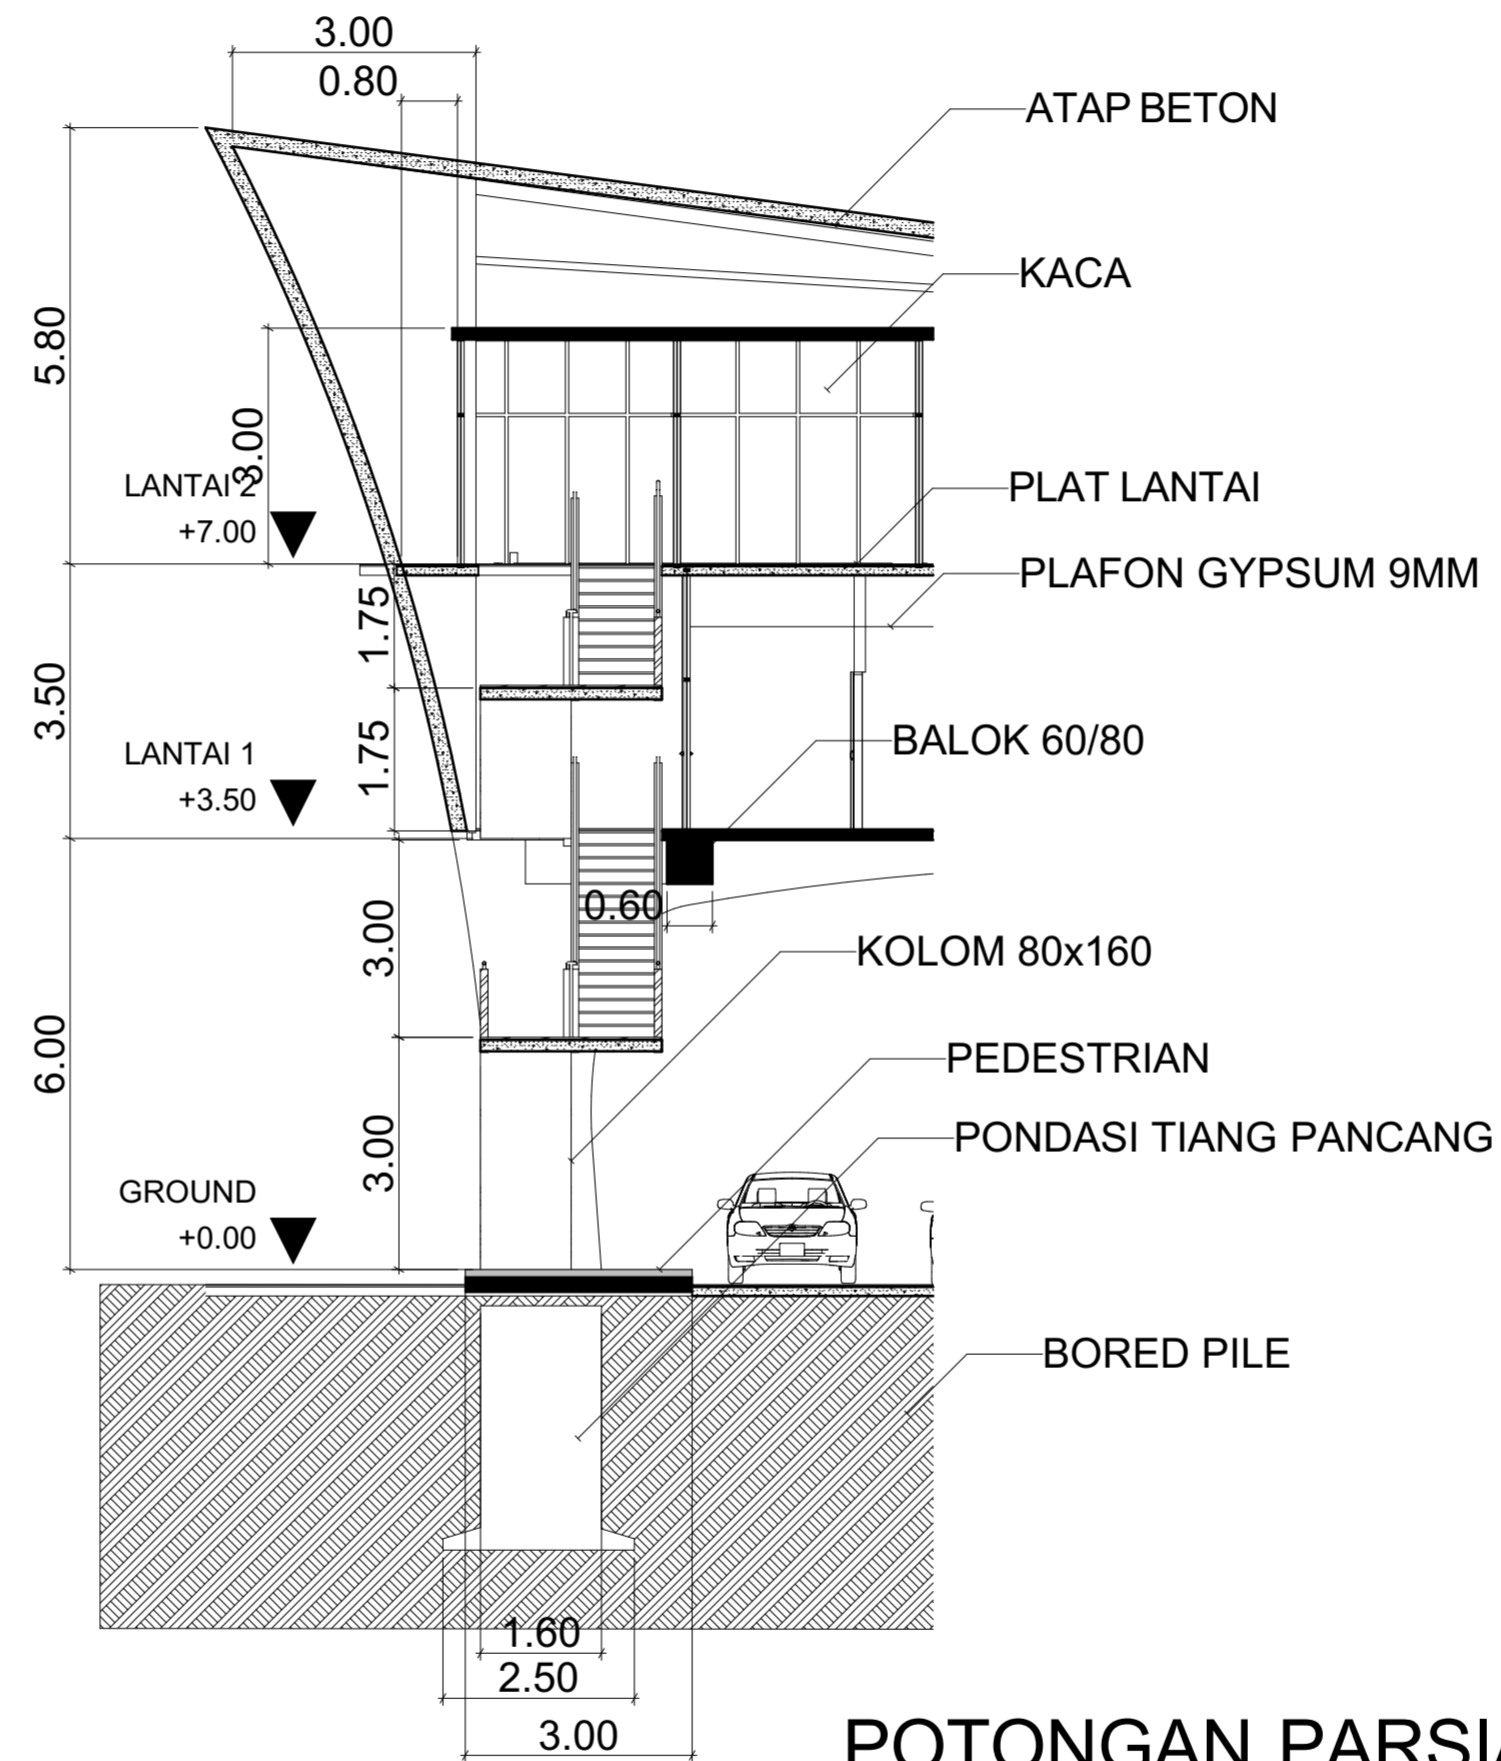 3.00
0.80
ATAP BETON
KACA
5.80
3.00
LANTAI 2
+7.00
PLAT LANTAI
PLAFON GYPSUM 9MM
1.75
3.50
LANTAI 1
+3.50
1.75
BALOK 60/80
0.60
3.00
KOLOM 80x160
6.00
PEDESTRIAN
PONDASI TIANG PANCANG
3.00
GROUND
+0.00
BORED PILE
1.60
2.50
3.00
POTONGAN PARSIA